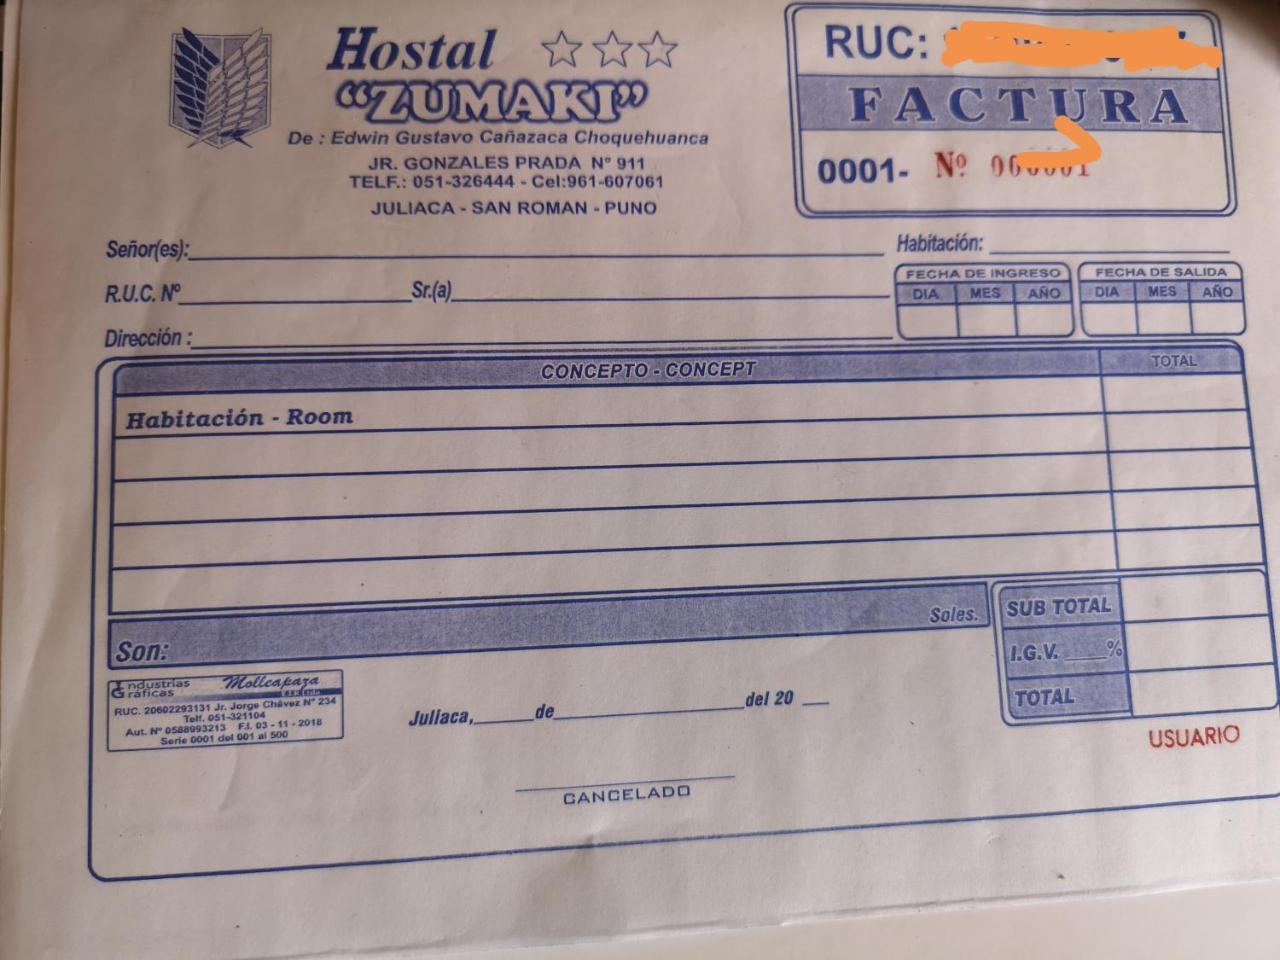 Hostal
"ZUMAKI"
De : Edwin Gustavo Cañazaca Choquehuanca
JR. GONZALES PRADA Nº 911
TELF.: 051-326444 - Cel:961-607061
JULIACA - SAN ROMAN - PUNO
RUC:
FACTURA
0001- Nº 000001
Señor(es): Habitación:
R.U.C. Nº Sr.(a)
Dirección :
FECHA DE INGRESO FECHA DE SALIDA
DIA MES AÑO DIA MES AÑO
CONCEPTO - CONCEPT TOTAL
Habitación - Room
Son: Soles.
SUB TOTAL
I.G.V. %
TOTAL
Industrias Gráficas Mollcapaza
E.I.R.Ltda
RUC. 20602293131 Jr. Jorge Chávez Nº 234
Telf. 051-321104
Aut. Nº 0588993213 F.I. 03 - 11 - 2018
Serie 0001 del 001 al 500
Juliaca, de del 20
USUARIO
CANCELADO